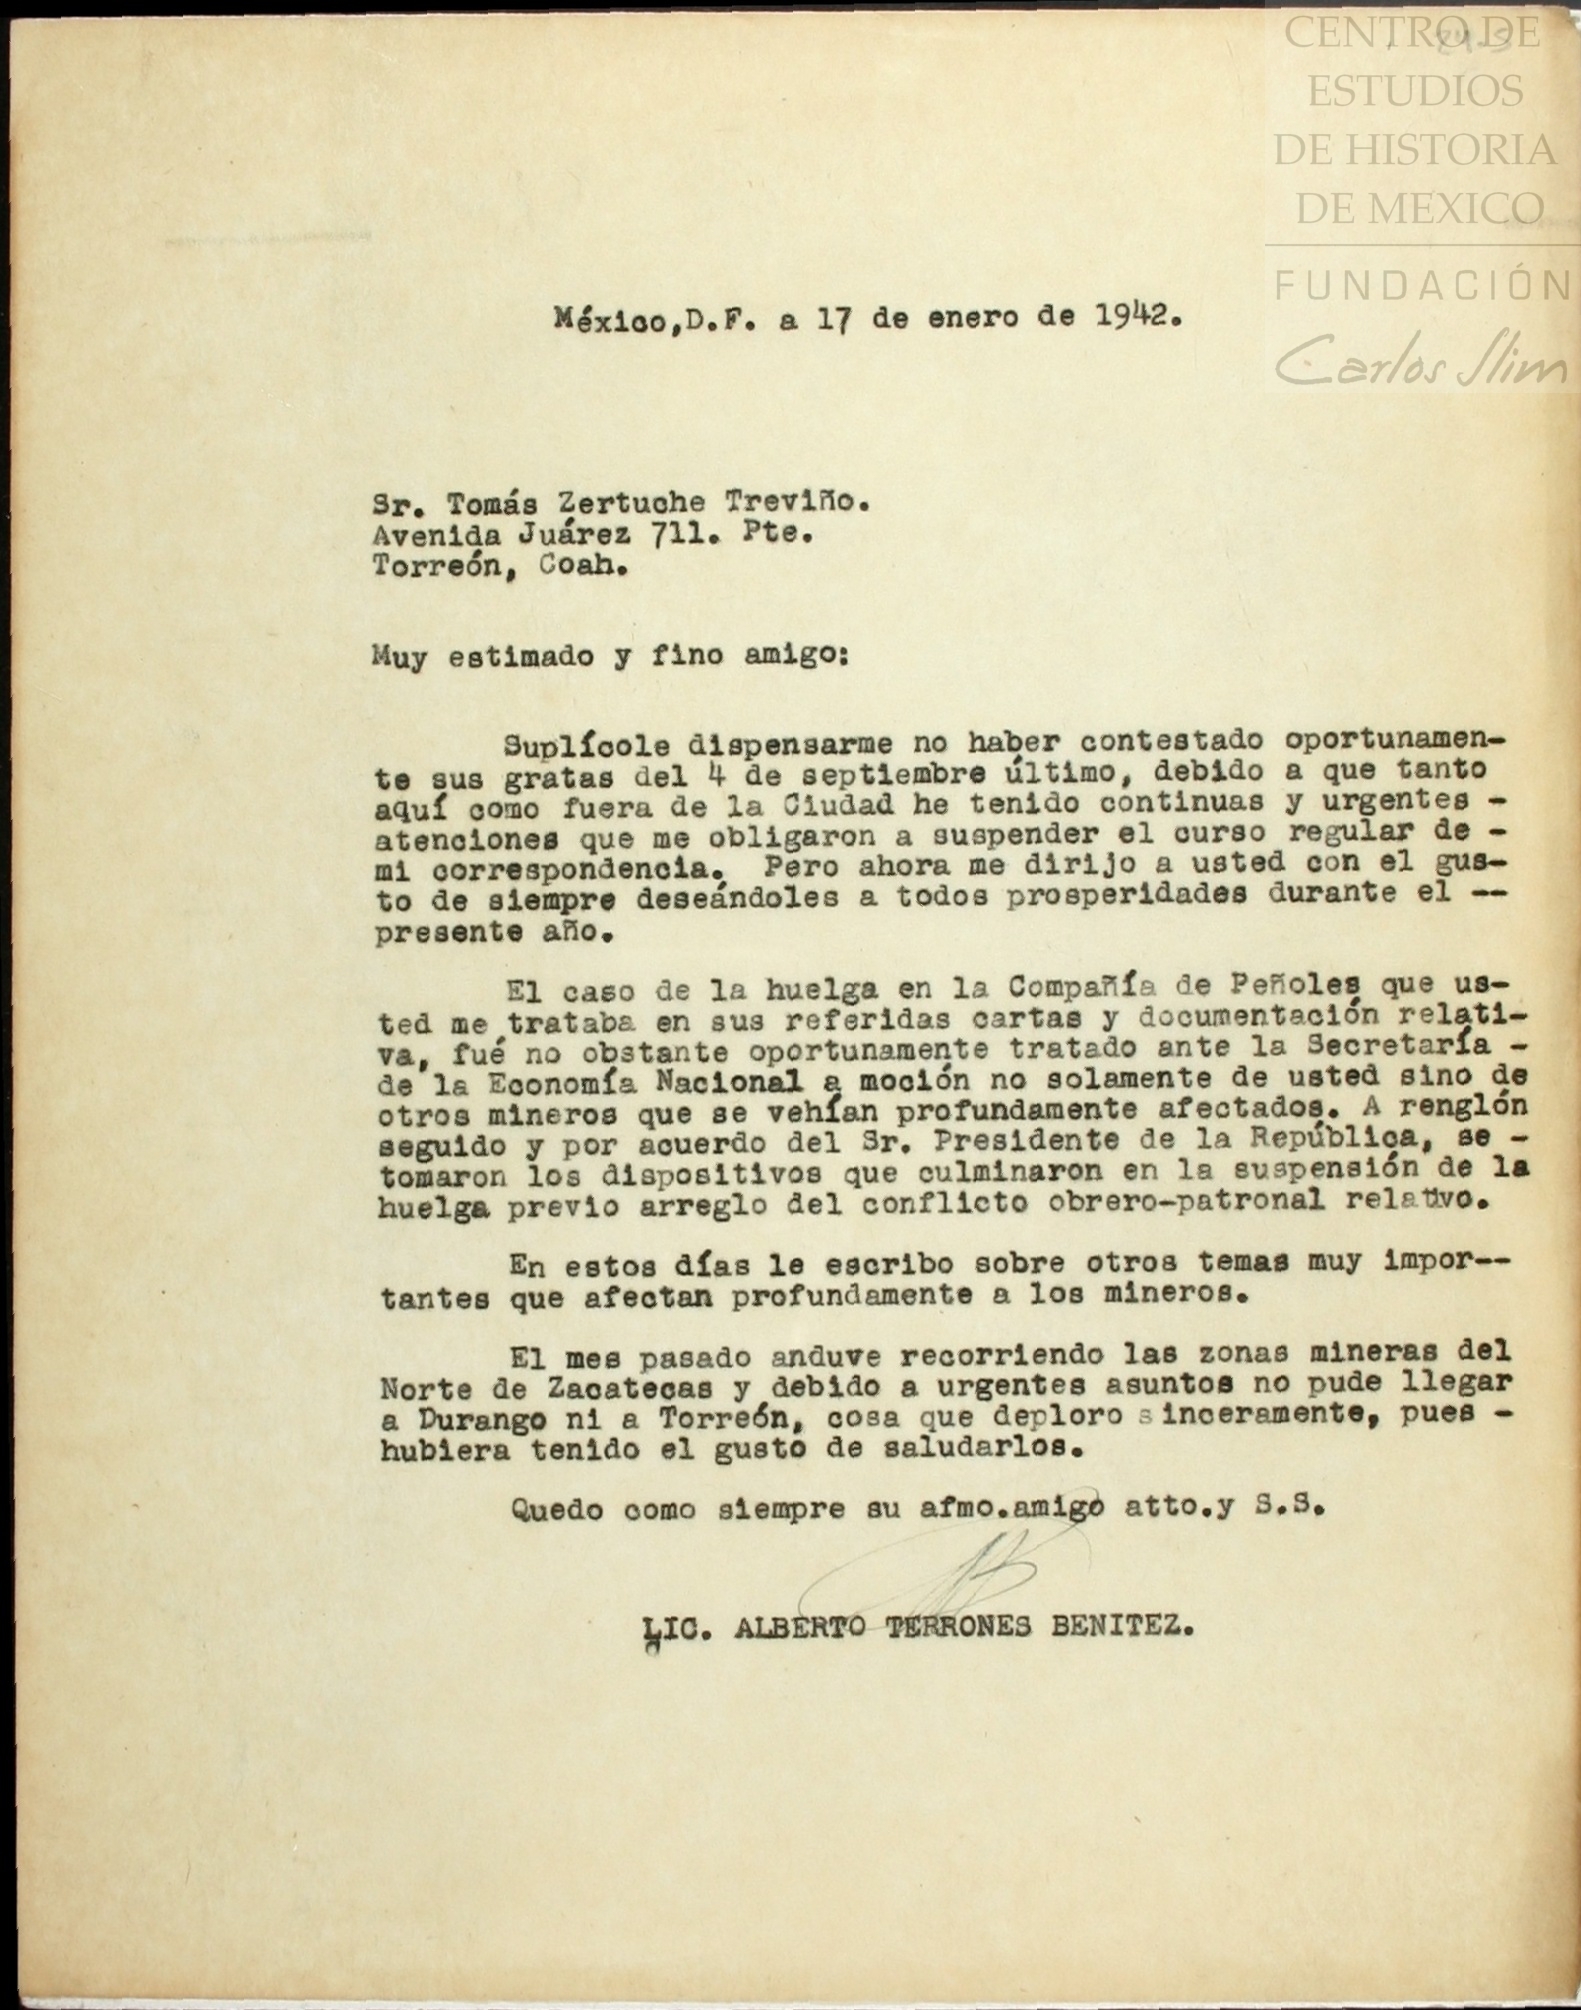 CENTRO DE
ESTUDIOS
DE HISTORIA
DE MEXICO
FUNDACIÓN
Carlos Slim
México,D.F. a 17 de enero de 1942.
Sr. Tomás Zertuche Treviño.
Avenida Juárez 711. Pte.
Torreón, Coah.
Muy estimado y fino amigo:
Suplícole dispensarme no haber contestado oportunamen-
te sus gratas del 4 de septiembre último, debido a que tanto
aquí como fuera de la Ciudad he tenido continuas y urgentes -
atenciones que me obligaron a suspender el curso regular de -
mi correspondencia. Pero ahora me dirijo a usted con el gus-
to de siempre deseándoles a todos prosperidades durante el --
presente año.
El caso de la huelga en la Compañía de Peñoles que us-
ted me trataba en sus referidas cartas y documentación relati-
va, fué no obstante oportunamente tratado ante la Secretaría -
de la Economía Nacional a moción no solamente de usted sino de
otros mineros que se vehían profundamente afectados. A renglón
seguido y por acuerdo del Sr. Presidente de la República, se -
tomaron los dispositivos que culminaron en la suspensión de la
huelga previo arreglo del conflicto obrero-patronal relativo.
En estos días le escribo sobre otros temas muy impor--
tantes que afectan profundamente a los mineros.
El mes pasado anduve recorriendo las zonas mineras del
Norte de Zacatecas y debido a urgentes asuntos no pude llegar
a Durango ni a Torreón, cosa que deploro sinceramente, pues -
hubiera tenido el gusto de saludarlos.
Quedo como siempre su afmo.amigo atto.y S.S.
LIC. ALBERTO TERRONES BENITEZ.